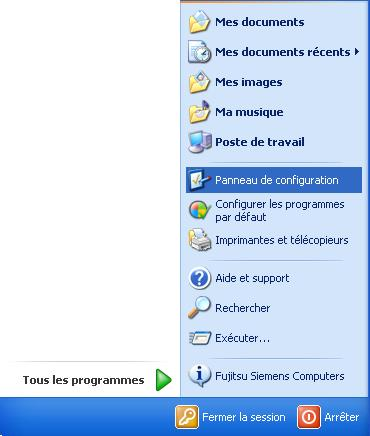 Mes documents
Mes documents récents
Mes images
Ma musique
Poste de travail
Panneau de configuration
Configurer les programmes
par défaut
Imprimantes et télécopieurs
Aide et support
Rechercher
Exécuter...
Fujitsu Siemens Computers
Tous les programmes
Fermer la session
Arrêter